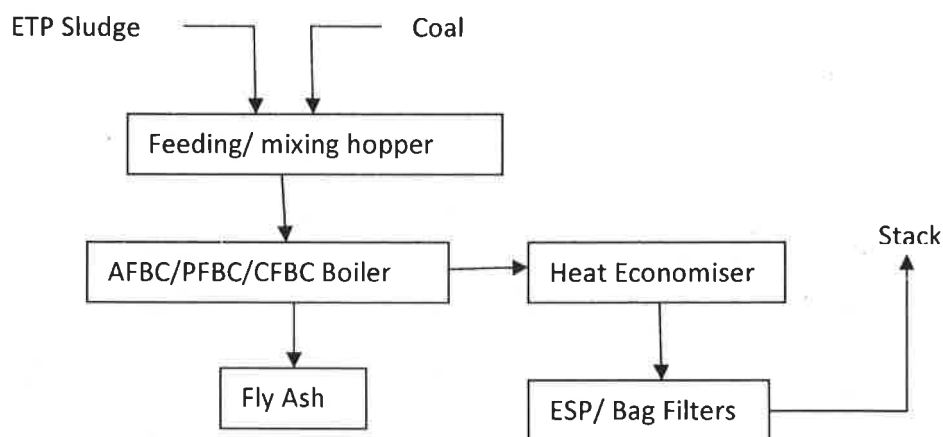 ETP Sludge
Coal
Feeding/ mixing hopper
Stack
AFBC/PFBC/CFBC Boiler
Heat Economiser
Fly Ash
ESP/ Bag Filters